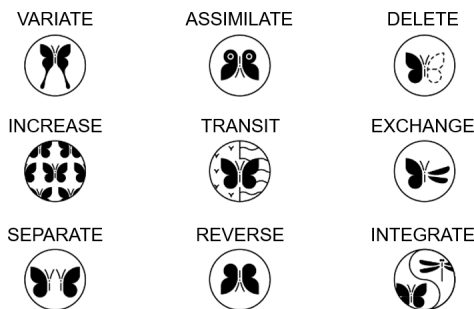 VARIATE
ASSIMILATE
DELETE
INCREASE
TRANSIT
EXCHANGE
SEPARATE
REVERSE
INTEGRATE